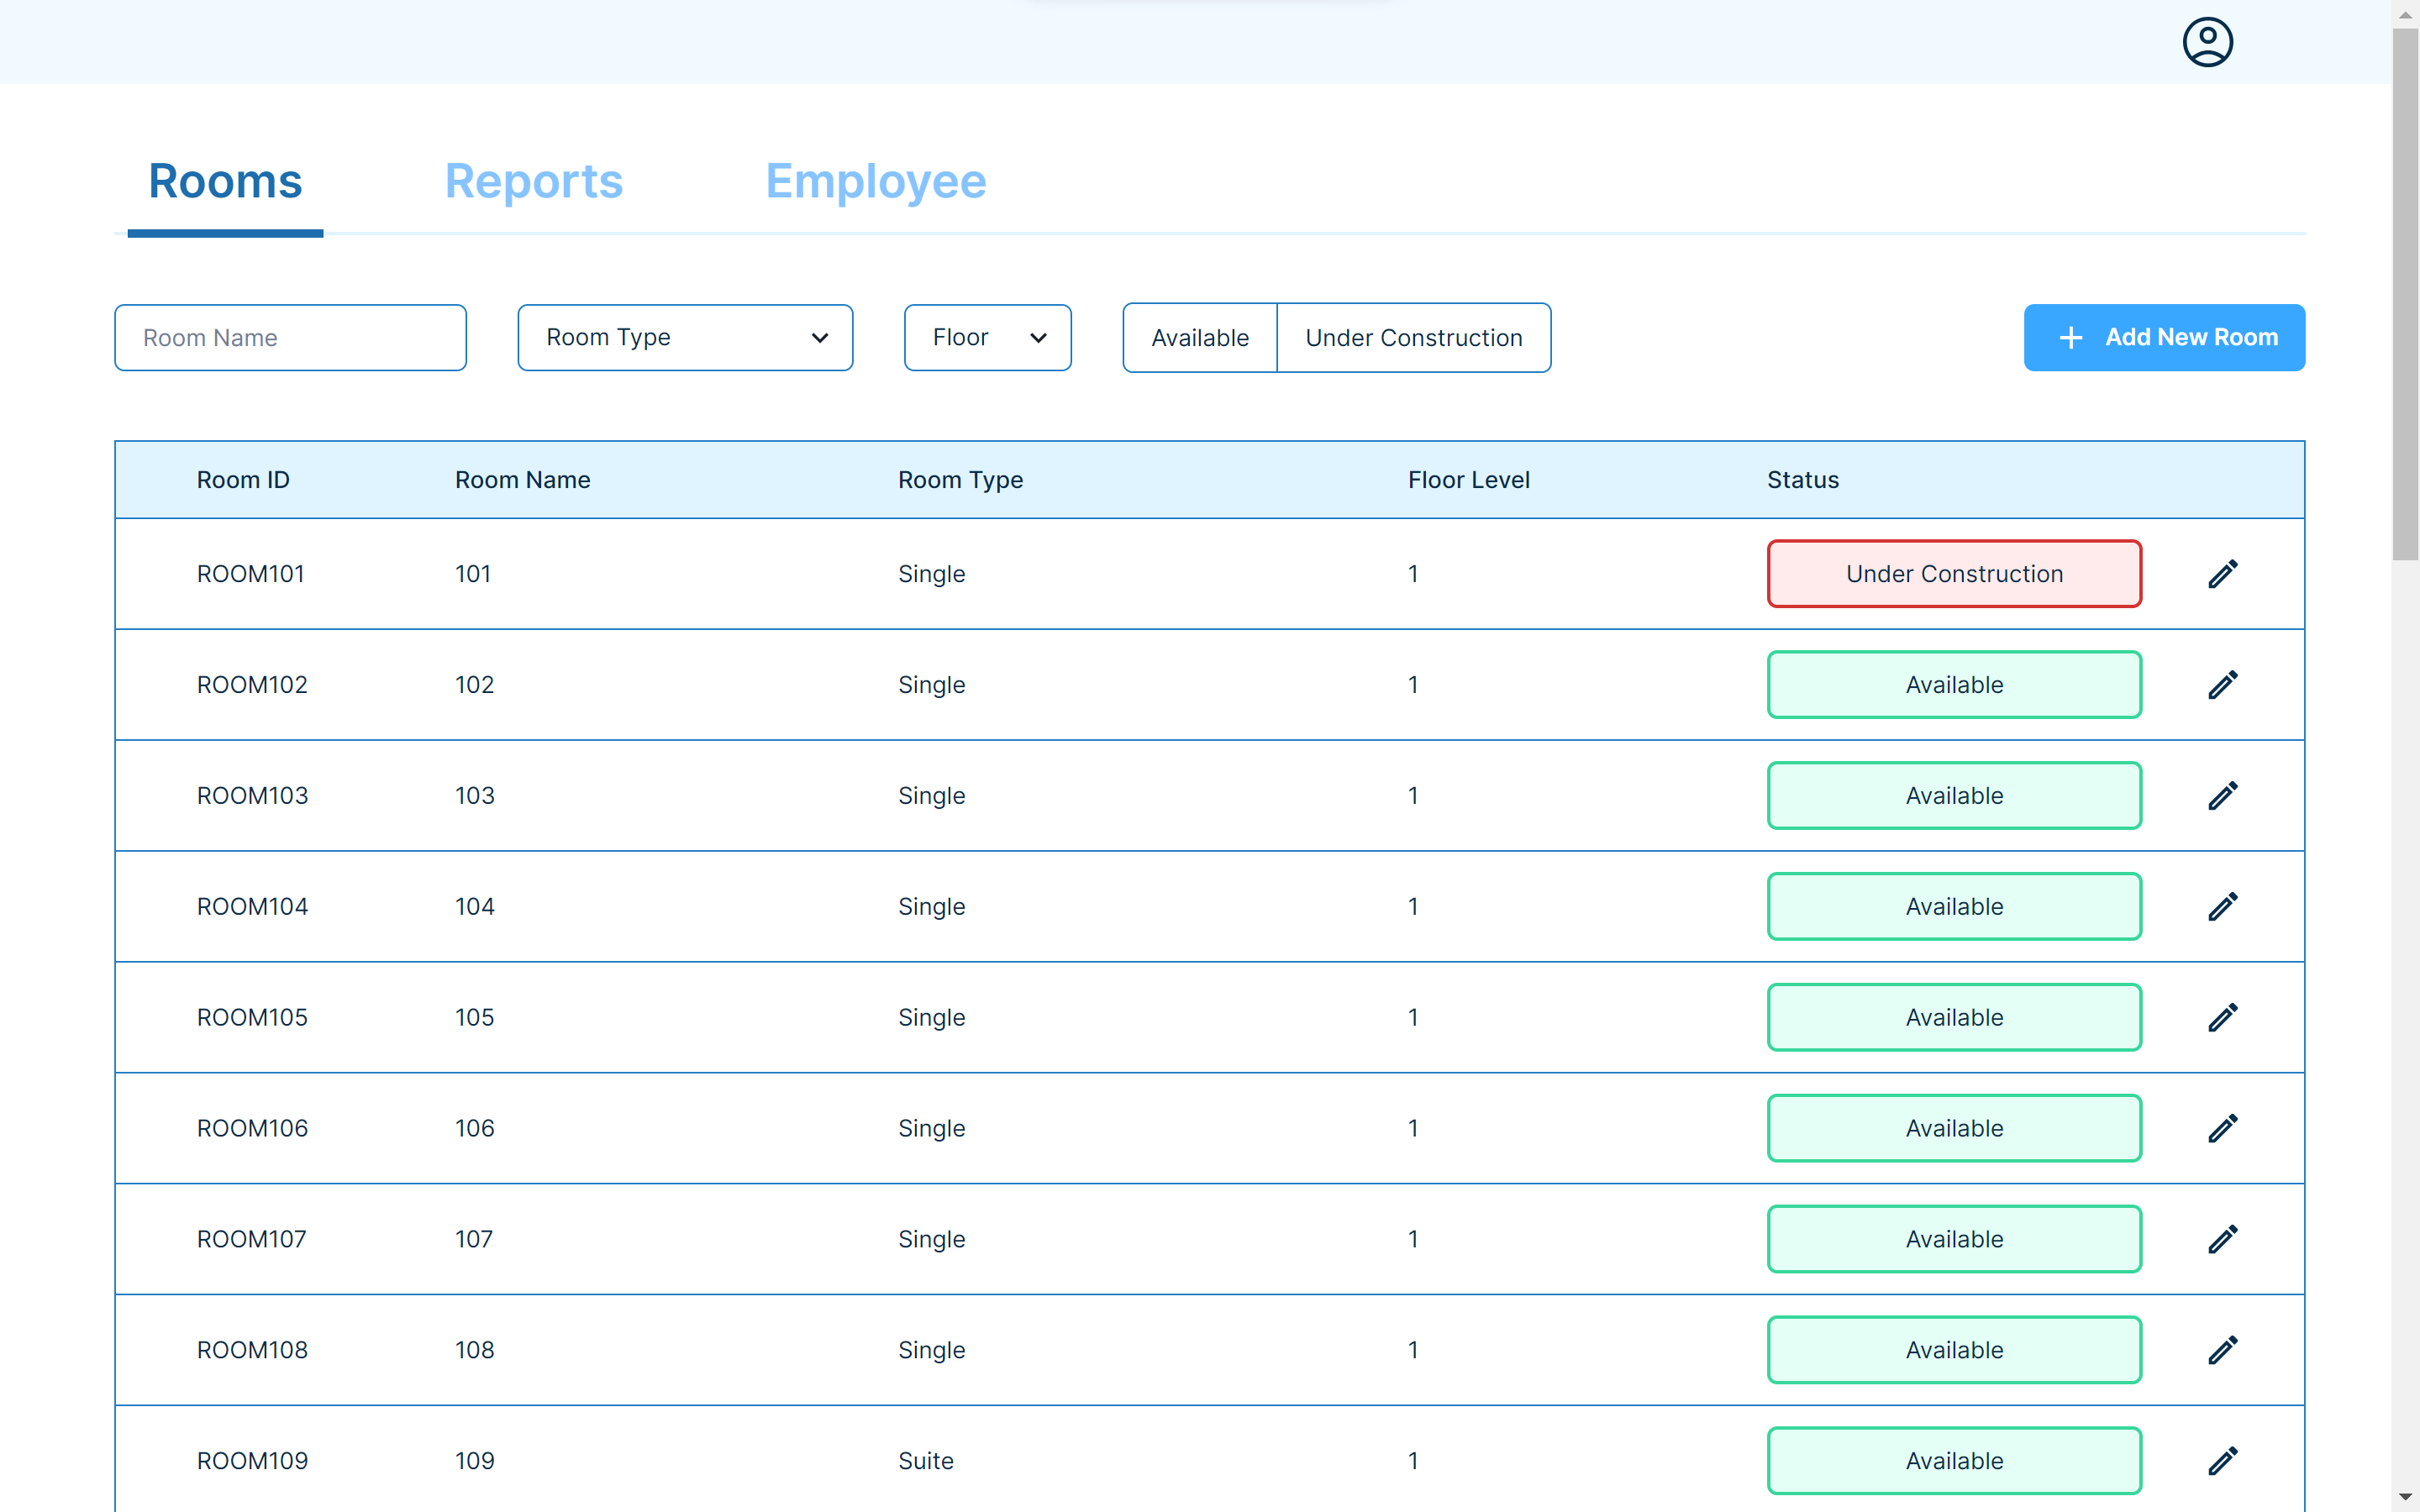 Rooms Reports Employee
Room Name Room Type Floor Available Under Construction Add New Room
Room ID Room Name Room Type Floor Level Status
ROOM101 101 Single 1 Under Construction
ROOM102 102 Single 1 Available
ROOM103 103 Single 1 Available
ROOM104 104 Single 1 Available
ROOM105 105 Single 1 Available
ROOM106 106 Single 1 Available
ROOM107 107 Single 1 Available
ROOM108 108 Single 1 Available
ROOM109 109 Suite 1 Available